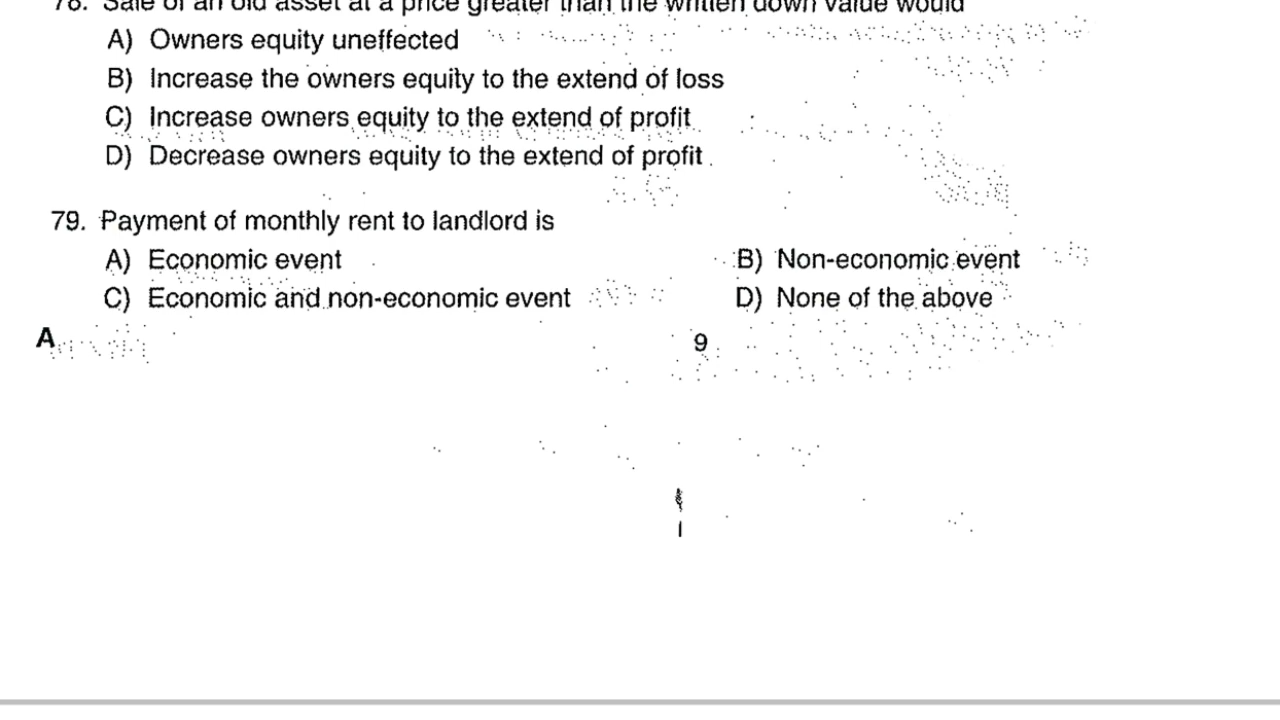 78. Sale of an old asset at a price greater than the written down value would
A) Owners equity uneffected
B) Increase the owners equity to the extend of loss
C) Increase owners equity to the extend of profit
D) Decrease owners equity to the extend of profit
79. Payment of monthly rent to landlord is
A) Economic event B) Non-economic event
C) Economic and non-economic event D) None of the above
A 9